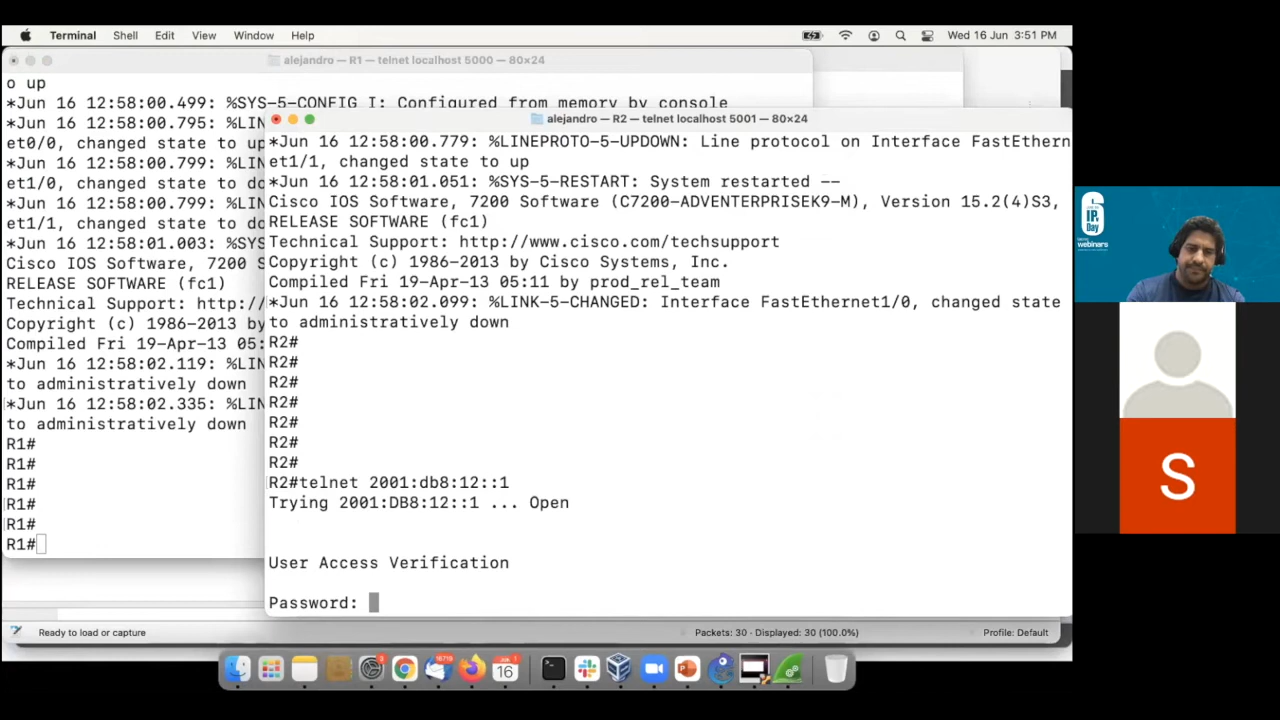 Terminal Shell Edit View Window Help Wed 16 Jun 3:51 PM
alejandro — R1 — telnet localhost 5000 — 80×24
o up
*Jun 16 12:58:00.499: %SYS-5-CONFIG_I: Configured from memory by console
*Jun 16 12:58:00.795: %LIN
et0/0, changed state to up
*Jun 16 12:58:00.799: %LIN
et1/0, changed state to do
*Jun 16 12:58:00.799: %LIN
et1/1, changed state to do
*Jun 16 12:58:01.003: %SYS
Cisco IOS Software, 7200 S
RELEASE SOFTWARE (fc1)
Technical Support: http://
Copyright (c) 1986-2013 by
Compiled Fri 19-Apr-13 05:
*Jun 16 12:58:02.119: %LIN
to administratively down
*Jun 16 12:58:02.335: %LIN
to administratively down
R1#
R1#
R1#
R1#
R1#
R1#
alejandro — R2 — telnet localhost 5001 — 80×24
*Jun 16 12:58:00.779: %LINEPROTO-5-UPDOWN: Line protocol on Interface FastEthern
et1/1, changed state to up
*Jun 16 12:58:01.051: %SYS-5-RESTART: System restarted --
Cisco IOS Software, 7200 Software (C7200-ADVENTERPRISEK9-M), Version 15.2(4)S3,
RELEASE SOFTWARE (fc1)
Technical Support: http://www.cisco.com/techsupport
Copyright (c) 1986-2013 by Cisco Systems, Inc.
Compiled Fri 19-Apr-13 05:11 by prod_rel_team
*Jun 16 12:58:02.099: %LINK-5-CHANGED: Interface FastEthernet1/0, changed state
to administratively down
R2#
R2#
R2#
R2#
R2#
R2#
R2#
R2#telnet 2001:db8:12::1
Trying 2001:DB8:12::1 ... Open
User Access Verification
Password:
Ready to load or capture
Packets: 30 · Displayed: 30 (100.0%)
Profile: Default
JUN
16
6
IPv
Day
webinars
S